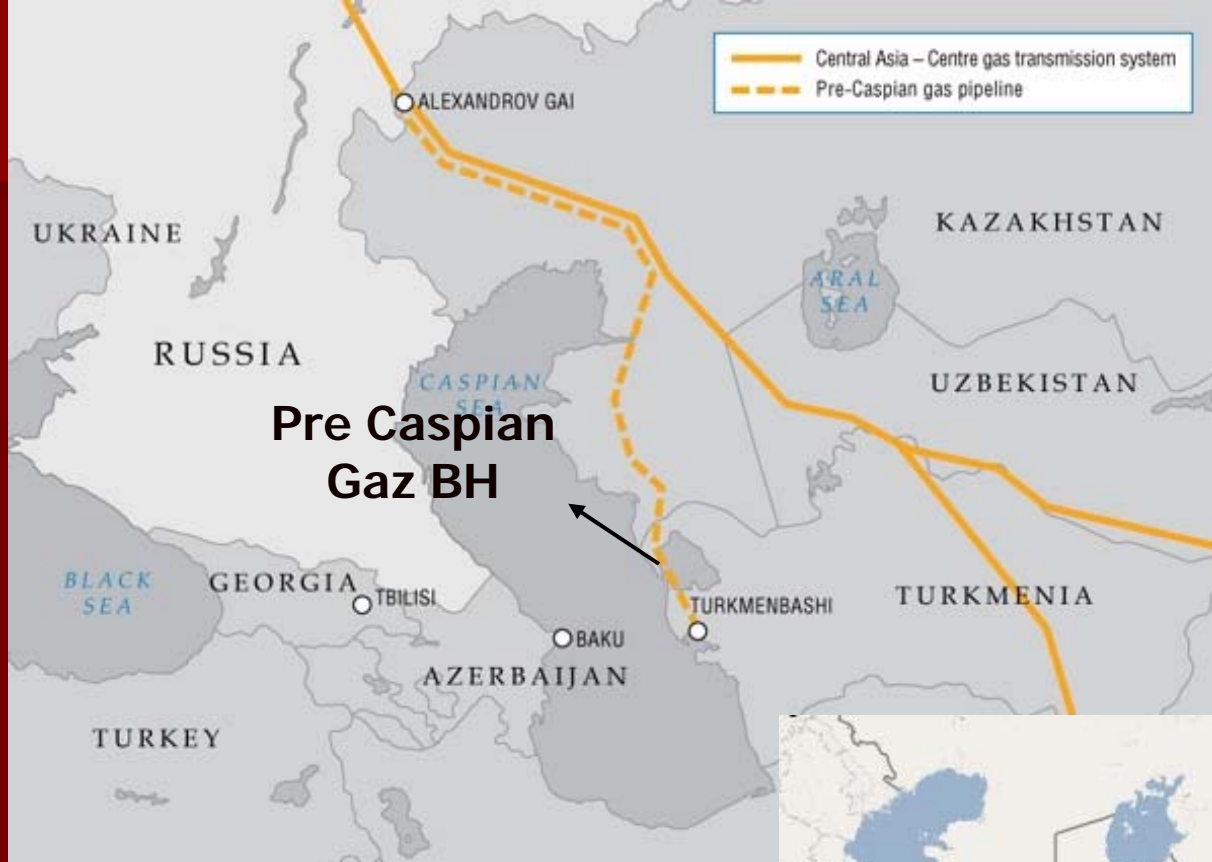 Central Asia – Centre gas transmission system
Pre-Caspian gas pipeline
ALEXANDROV GAI
UKRAINE
KAZAKHSTAN
ARAL
SEA
RUSSIA
CASPIAN
SEA
UZBEKISTAN
Pre Caspian
Gaz BH
BLACK
SEA
GEORGIA
TBILISI
TURKMENBASHI
TURKMENIA
BAKU
AZERBAIJAN
TURKEY